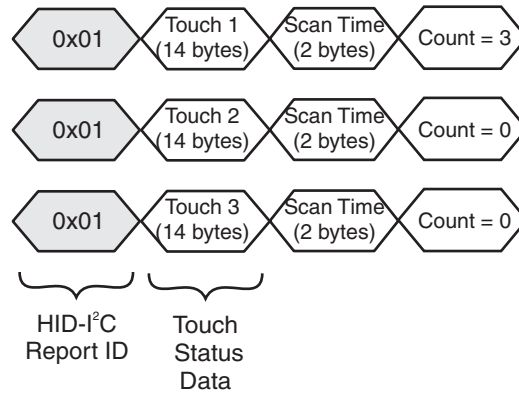 0x01 Touch 1 (14 bytes) Scan Time (2 bytes) Count = 3
0x01 Touch 2 (14 bytes) Scan Time (2 bytes) Count = 0
0x01 Touch 3 (14 bytes) Scan Time (2 bytes) Count = 0
HID-I²C
Report ID
Touch
Status
Data